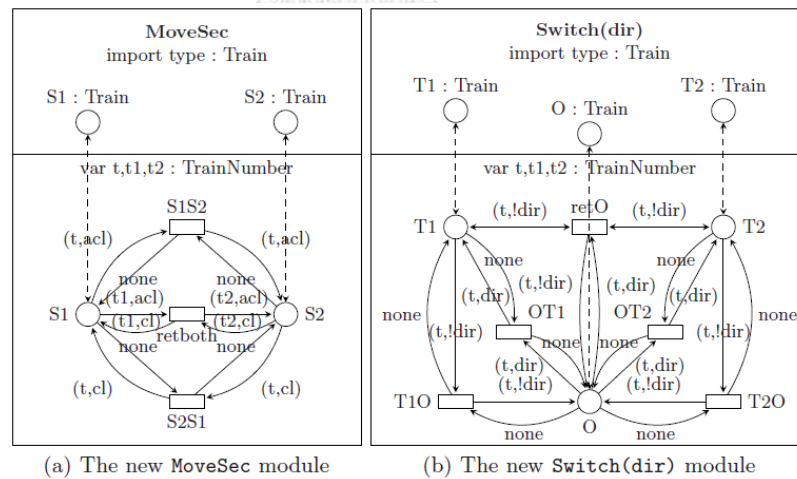 MoveSec
import type : Train
S1 : Train
S2 : Train
var t,t1,t2 : TrainNumber
S1S2
(t,acl)
(t,acl)
none
none
(t1,acl)
(t2,acl)
S1
S2
(t1,cl)
(t2,cl)
retboth
none
none
(t,cl)
(t,cl)
S2S1
(a) The new MoveSec module
Switch(dir)
import type : Train
T1 : Train
T2 : Train
O : Train
var t,t1,t2 : TrainNumber
(t,!dir)
retO
(t,!dir)
T1
T2
none
none
(t,!dir)
(t,dir)
(t,dir)
(t,dir)
OT1
OT2
none
(t,!dir)
none
none
(t,!dir)
none
(t,dir)
(t,dir)
(t,!dir)
(t,!dir)
T1O
T2O
O
none
none
(b) The new Switch(dir) module